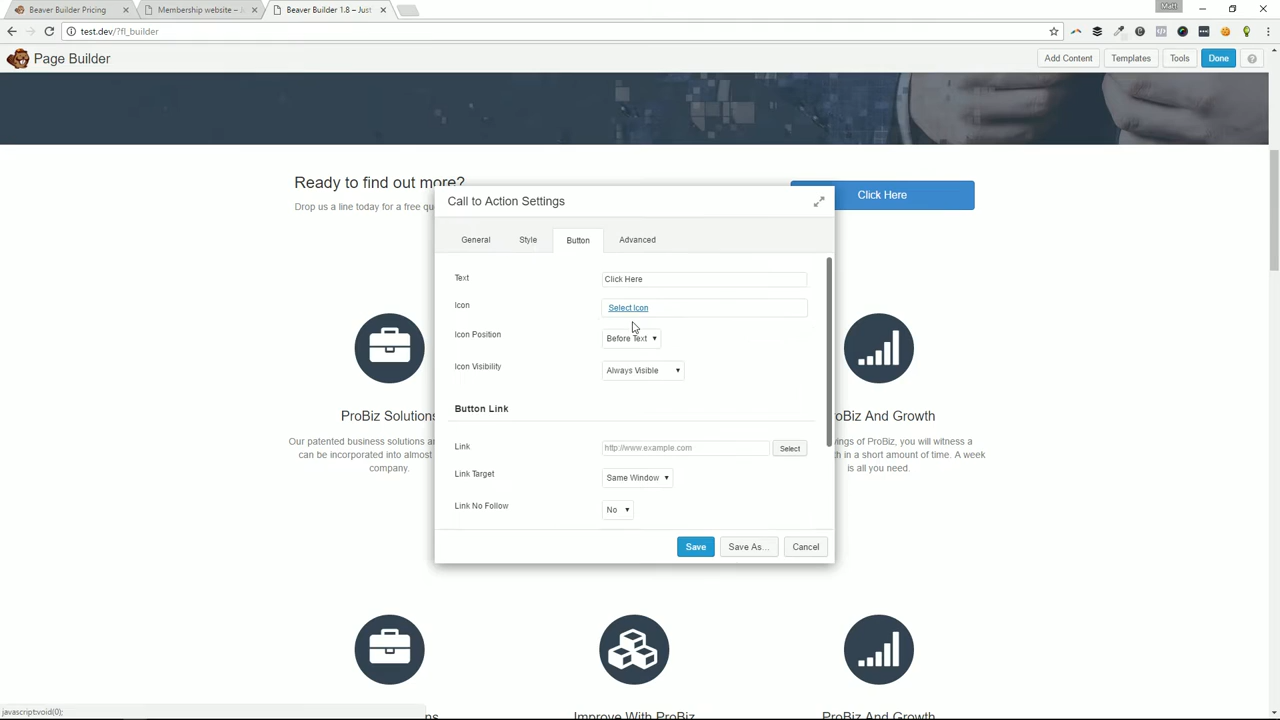 Matt
Beaver Builder Pricing
Membership website – J
Beaver Builder 1.8 – Just
test.dev/?fl_builder
Page Builder
Add Content
Templates
Tools
Done
Ready to find out more?
Drop us a line today for a free qu
Click Here
Call to Action Settings
General
Style
Button
Advanced
Text
Click Here
Icon
Select Icon
Icon Position
Before Text
Icon Visibility
Always Visible
Button Link
Link
http://www.example.com
Select
Link Target
Same Window
Link No Follow
No
Save
Save As...
Cancel
ProBiz Solutions
Our patented business solutions a
can be incorporated into almost
company.
oBiz And Growth
ings of ProBiz, you will witness a
h in a short amount of time. A week
is all you need.
javascript:void(0);
ns
Improve With ProBiz
ProBiz And Growth